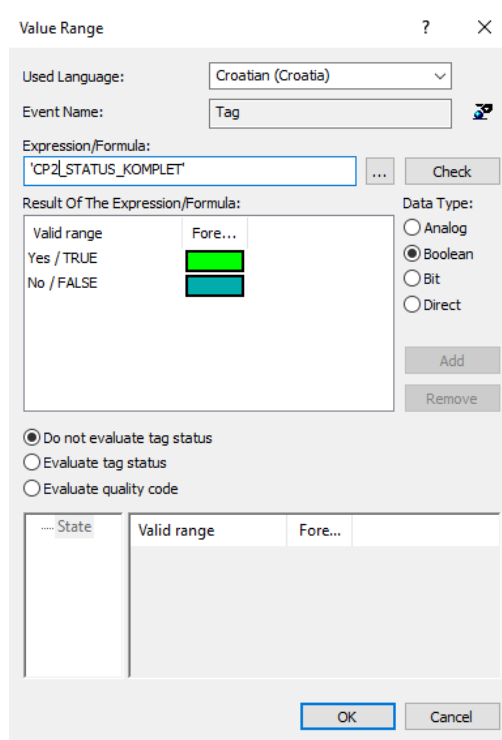 Value Range ? ×
Used Language: Croatian (Croatia)
Event Name: Tag
Expression/Formula:
'CP2_STATUS_KOMPLET' ... Check
Result Of The Expression/Formula: Data Type:
Valid range Fore... Analog
Yes / TRUE Boolean
No / FALSE Bit
Direct
Add
Remove
Do not evaluate tag status
Evaluate tag status
Evaluate quality code
State Valid range Fore...
OK Cancel